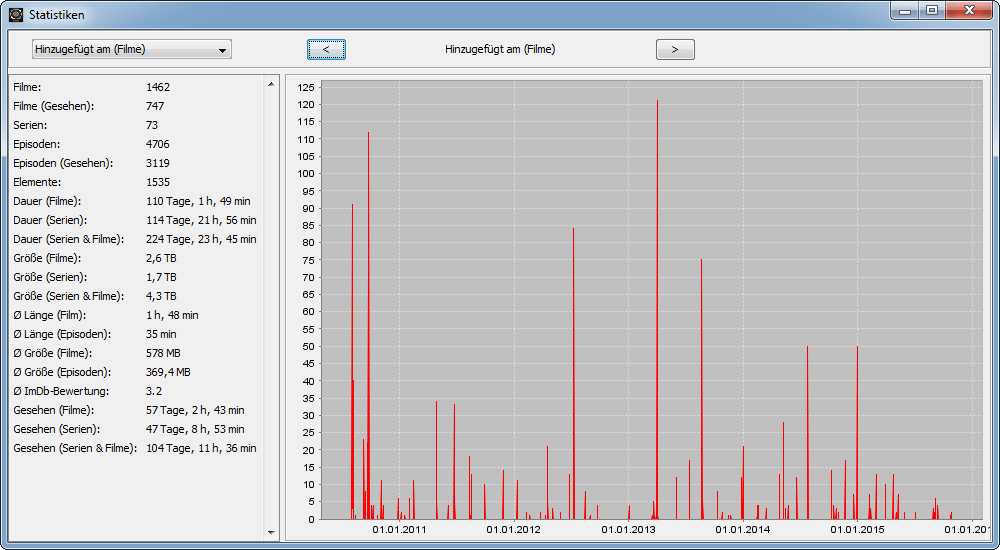 Statistiken
Hinzugefügt am (Filme) < Hinzugefügt am (Filme) >
Filme: 1462
Filme (Gesehen): 747
Serien: 73
Episoden: 4706
Episoden (Gesehen): 3119
Elemente: 1535
Dauer (Filme): 110 Tage, 1 h, 49 min
Dauer (Serien): 114 Tage, 21 h, 56 min
Dauer (Serien & Filme): 224 Tage, 23 h, 45 min
Größe (Filme): 2,6 TB
Größe (Serien): 1,7 TB
Größe (Serien & Filme): 4,3 TB
Ø Länge (Film): 1 h, 48 min
Ø Länge (Episoden): 35 min
Ø Größe (Filme): 578 MB
Ø Größe (Episoden): 369,4 MB
Ø ImDb-Bewertung: 3.2
Gesehen (Filme): 57 Tage, 2 h, 43 min
Gesehen (Serien): 47 Tage, 8 h, 53 min
Gesehen (Serien & Filme): 104 Tage, 11 h, 36 min
125
120
115
110
105
100
95
90
85
80
75
70
65
60
55
50
45
40
35
30
25
20
15
10
5
0
01.01.2011 01.01.2012 01.01.2013 01.01.2014 01.01.2015